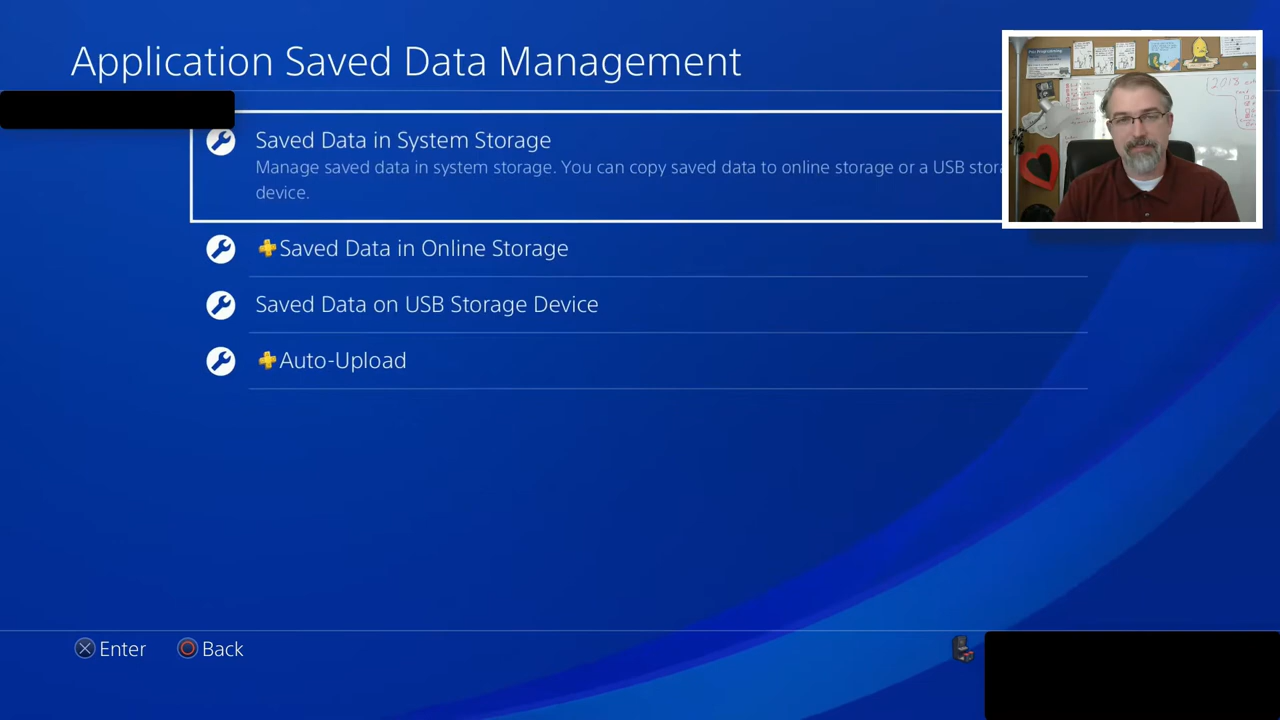 Application Saved Data Management
Saved Data in System Storage
Manage saved data in system storage. You can copy saved data to online storage or a USB stora
device.
Saved Data in Online Storage
Saved Data on USB Storage Device
Auto-Upload
Enter
Back
2018